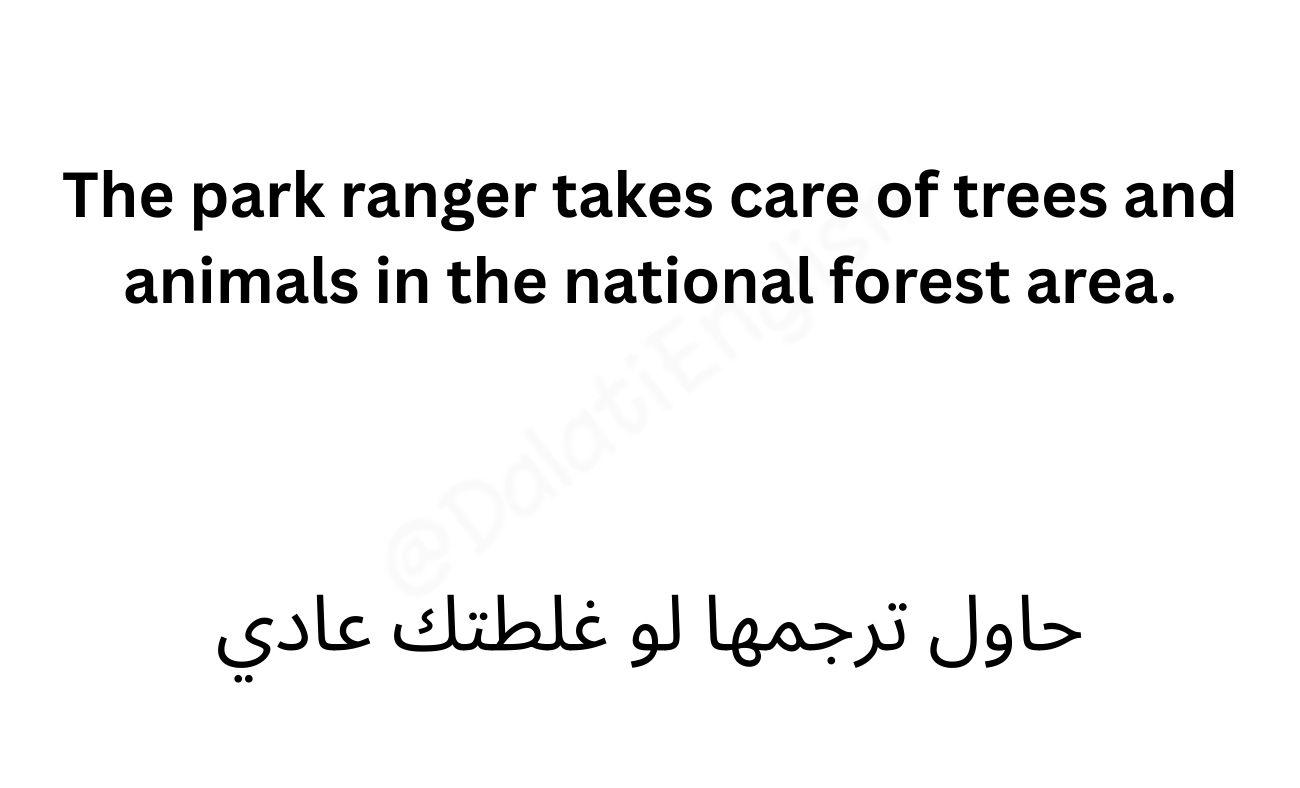 The park ranger takes care of trees and
animals in the national forest area.
@DalatiEnglish
حاول ترجمها لو غلطتك عادي